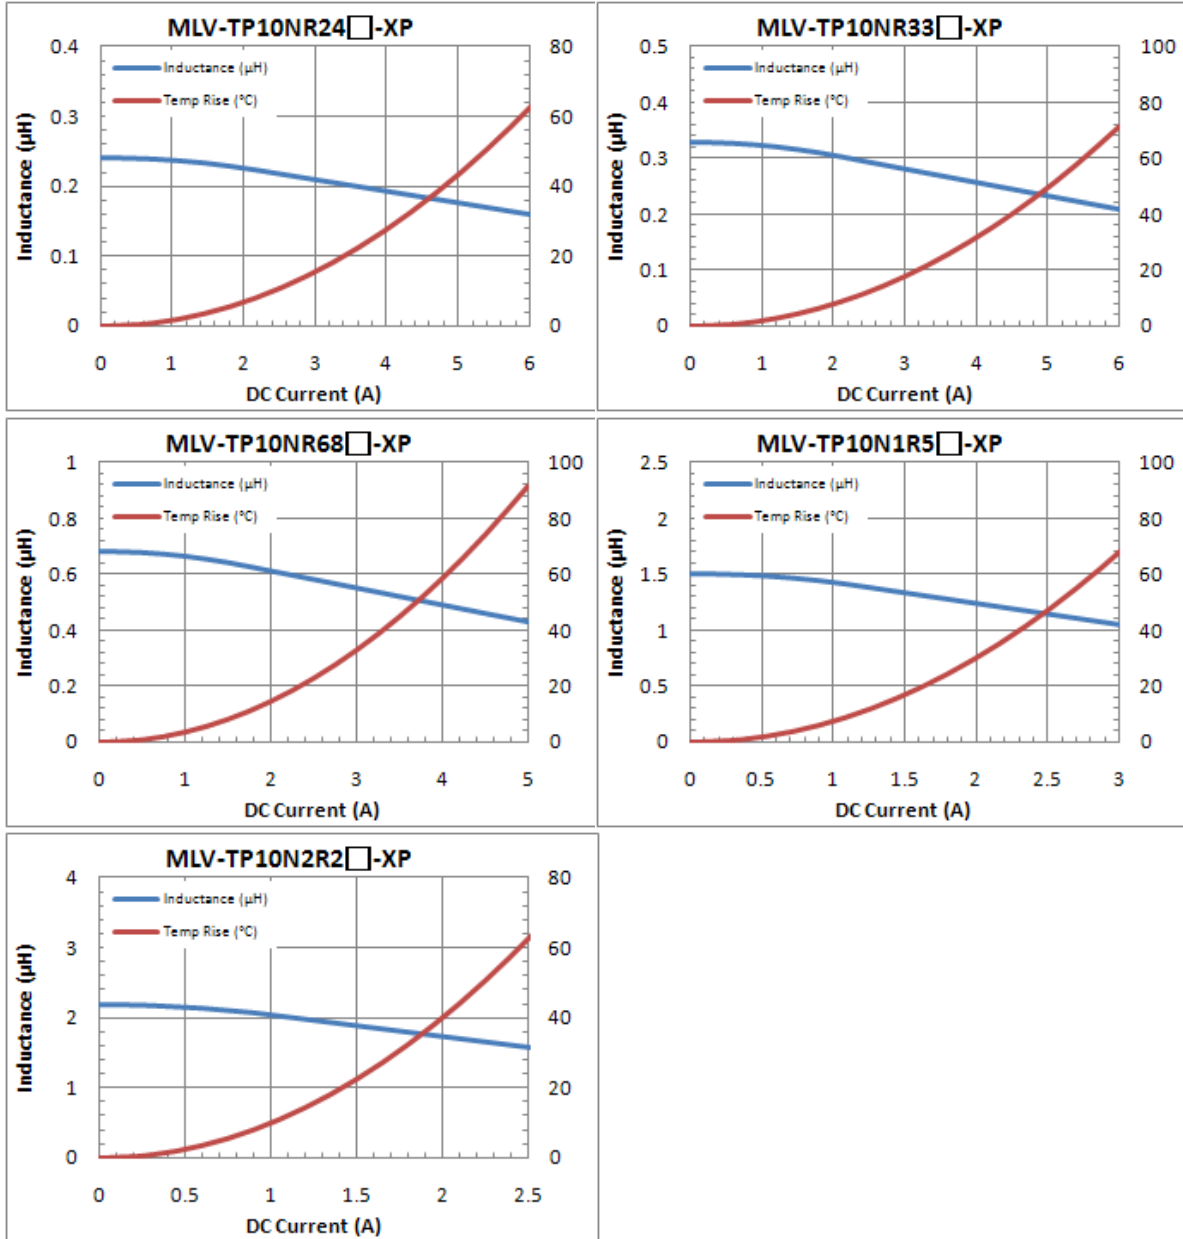 MLV-TP10NR24□-XP
Inductance (µH)
Temp Rise (°C)
0.4
0.3
0.2
0.1
0
80
60
40
20
0
0 1 2 3 4 5 6
Inductance (µH)
DC Current (A)
MLV-TP10NR33□-XP
Inductance (µH)
Temp Rise (°C)
0.5
0.4
0.3
0.2
0.1
0
100
80
60
40
20
0
0 1 2 3 4 5 6
Inductance (µH)
DC Current (A)
MLV-TP10NR68□-XP
Inductance (µH)
Temp Rise (°C)
1
0.8
0.6
0.4
0.2
0
100
80
60
40
20
0
0 1 2 3 4 5
Inductance (µH)
DC Current (A)
MLV-TP10N1R5□-XP
Inductance (µH)
Temp Rise (°C)
2.5
2
1.5
1
0.5
0
100
80
60
40
20
0
0 0.5 1 1.5 2 2.5 3
Inductance (µH)
DC Current (A)
MLV-TP10N2R2□-XP
Inductance (µH)
Temp Rise (°C)
4
3
2
1
0
80
60
40
20
0
0 0.5 1 1.5 2 2.5
Inductance (µH)
DC Current (A)